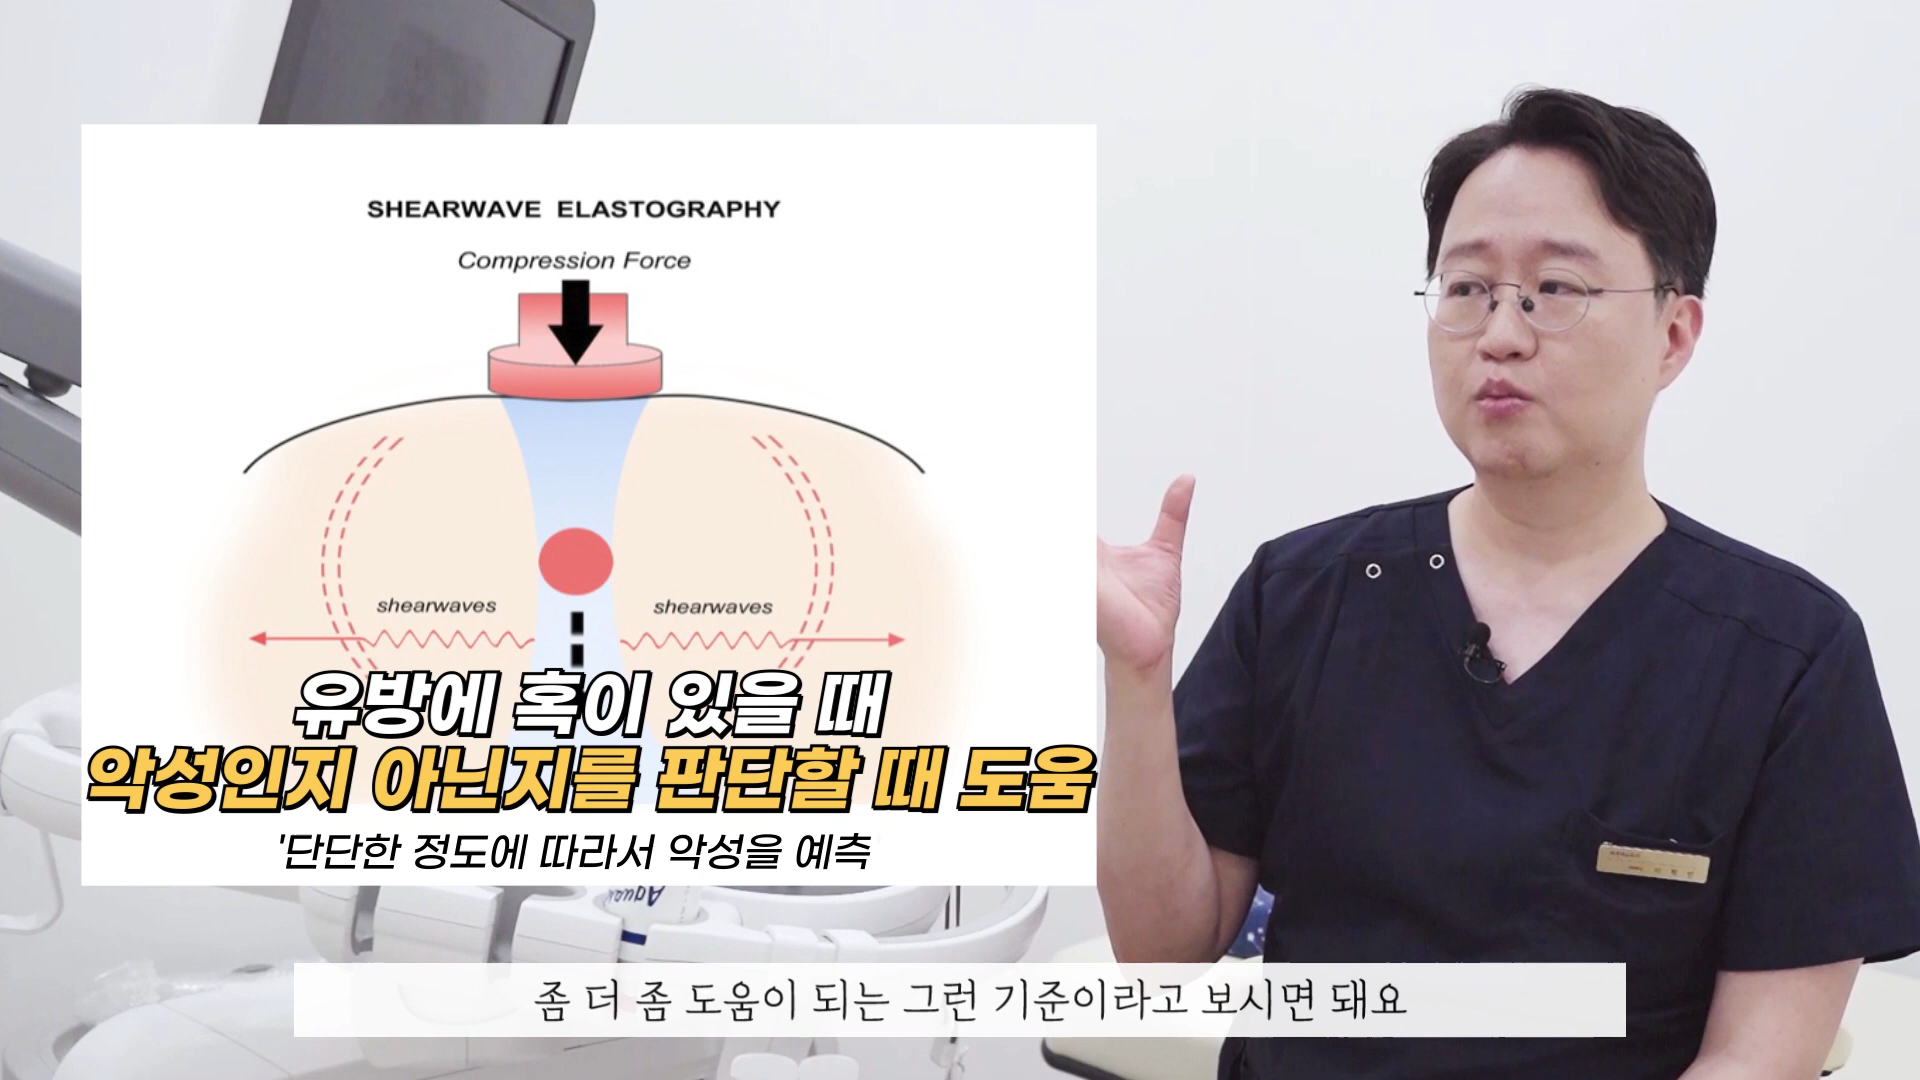 SHEARWAVE ELASTOGRAPHY
Compression Force
shearwaves
shearwaves
유방에 혹이 있을 때
악성인지 아닌지를 판단할 때 도움
'단단한 정도에 따라서 악성을 예측
좀 더 좀 도움이 되는 그런 기준이라고 보시면 돼요